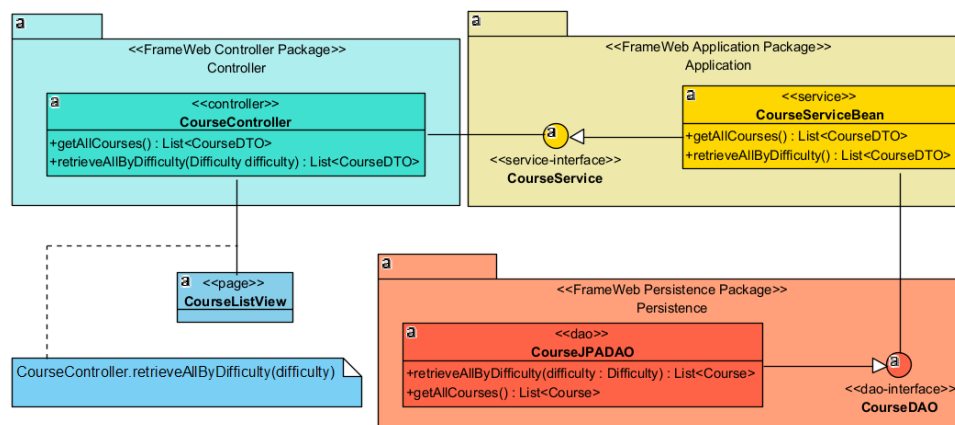 a
<<FrameWeb Controller Package>>
Controller
a
<<controller>>
CourseController
+getAllCourses() : List<CourseDTO>
+retrieveAllByDifficulty(Difficulty difficulty) : List<CourseDTO>
a
<<FrameWeb Application Package>>
Application
a
<<service>>
CourseServiceBean
+getAllCourses() : List<CourseDTO>
+retrieveAllByDifficulty() : List<CourseDTO>
a
<<service-interface>>
CourseService
a
<<page>>
CourseListView
CourseController.retrieveAllByDifficulty(difficulty)
a
<<FrameWeb Persistence Package>>
Persistence
a
<<dao>>
CourseJPADAO
+retrieveAllByDifficulty(difficulty : Difficulty) : List<Course>
+getAllCourses() : List<Course>
a
<<dao-interface>>
CourseDAO